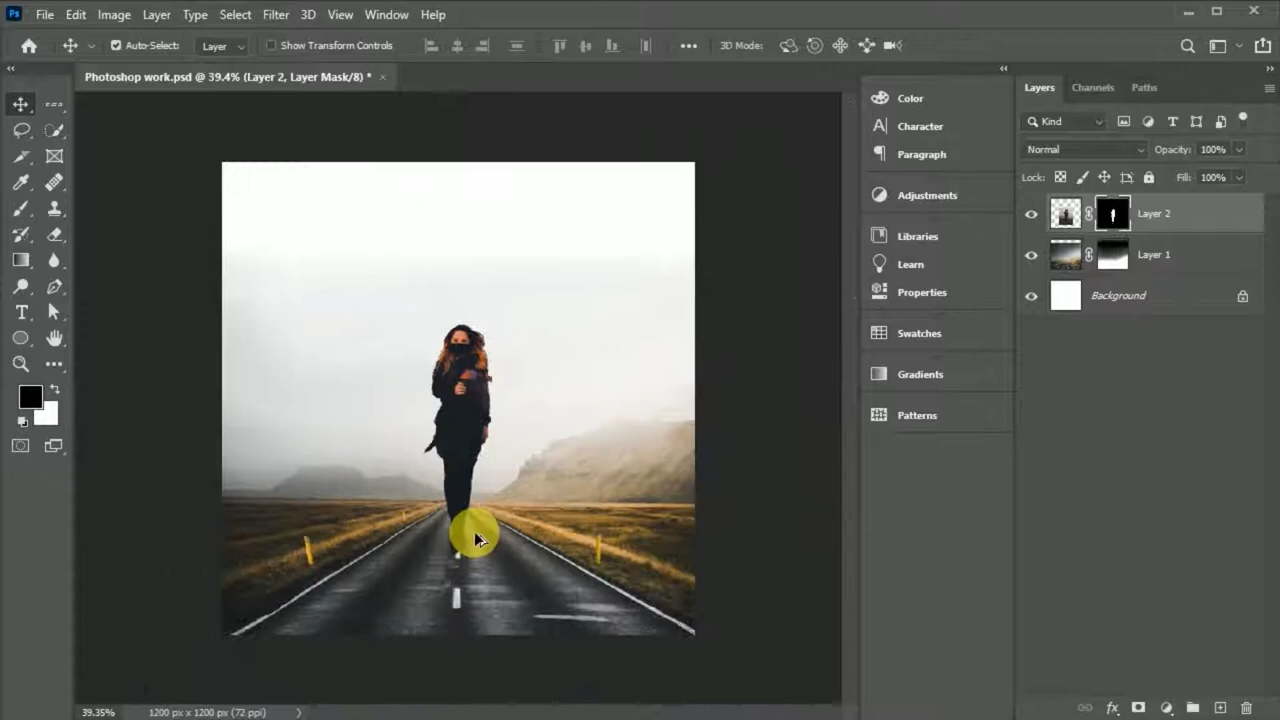 Ps File Edit Image Layer Type Select Filter 3D View Window Help
Auto-Select: Layer Show Transform Controls ••• 3D Mode:
Photoshop work.psd @ 39.4% (Layer 2, Layer Mask/8) * ×
Color
Character
Paragraph
Adjustments
Libraries
Learn
Properties
Swatches
Gradients
Patterns
Layers Channels Paths
Kind
Normal Opacity: 100%
Lock: Fill: 100%
Layer 2
Layer 1
Background
39.35% 1200 px x 1200 px (72 ppi)